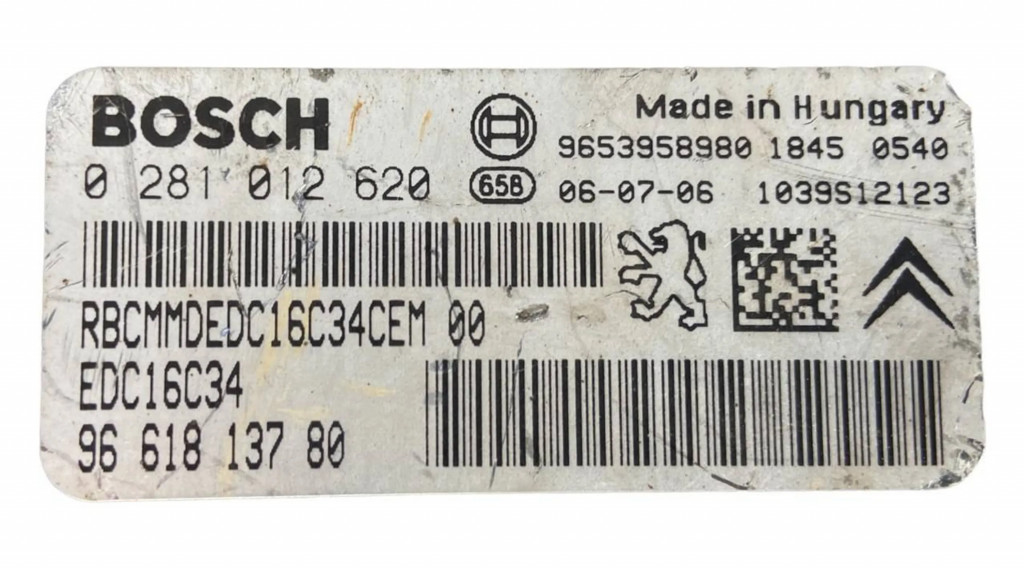 BOSCH
Made in Hungary
9653958980 1845 0540
0 281 012 620
658
06-07-06 1039S12123
RBCMMDEDC16C34CEM 00
EDC16C34
96 618 137 80